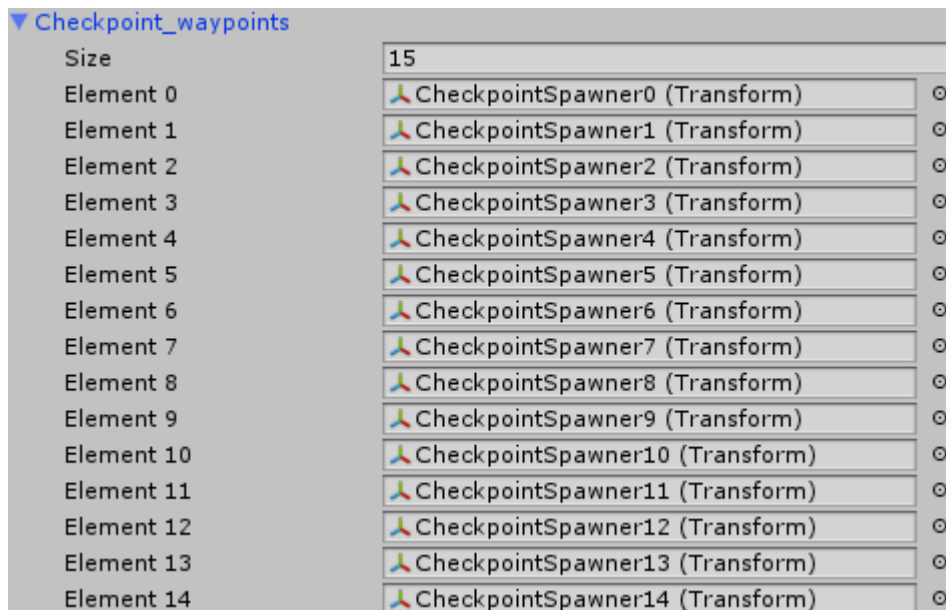 Checkpoint_waypoints
Size 15
Element 0 CheckpointSpawner0 (Transform)
Element 1 CheckpointSpawner1 (Transform)
Element 2 CheckpointSpawner2 (Transform)
Element 3 CheckpointSpawner3 (Transform)
Element 4 CheckpointSpawner4 (Transform)
Element 5 CheckpointSpawner5 (Transform)
Element 6 CheckpointSpawner6 (Transform)
Element 7 CheckpointSpawner7 (Transform)
Element 8 CheckpointSpawner8 (Transform)
Element 9 CheckpointSpawner9 (Transform)
Element 10 CheckpointSpawner10 (Transform)
Element 11 CheckpointSpawner11 (Transform)
Element 12 CheckpointSpawner12 (Transform)
Element 13 CheckpointSpawner13 (Transform)
Element 14 CheckpointSpawner14 (Transform)